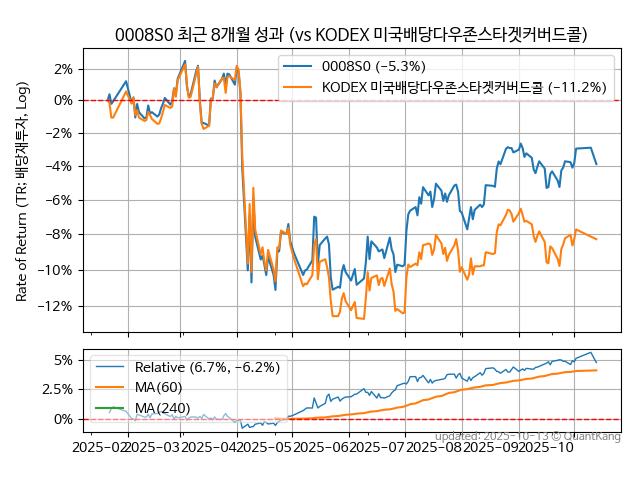 0008S0 최근 8개월 성과 (vs KODEX 미국배당다우존스타겟커버드콜)
Rate of Return (TR: 배당재투자, Log)
2%
0%
−2%
−4%
−6%
−8%
−10%
−12%
0008S0 (−5.3%)
KODEX 미국배당다우존스타겟커버드콜 (−11.2%)
5%
2.5%
0%
Relative (6.7%, −6.2%)
MA(60)
MA(240)
updated: 2025-10-13 © QuantKang
2025-02 2025-03 2025-04 2025-05 2025-06 2025-07 2025-08 2025-09 2025-10